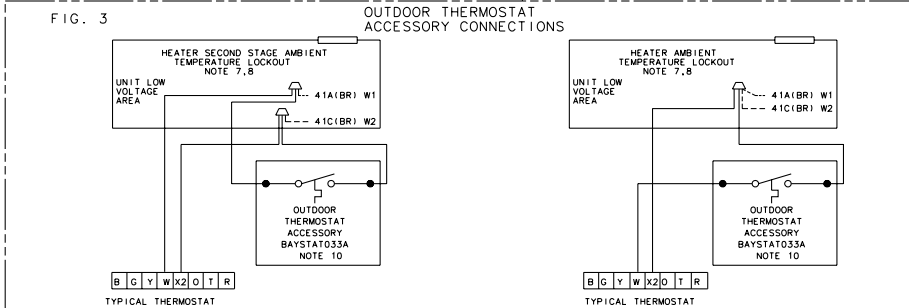 FIG. 3
OUTDOOR THERMOSTAT
ACCESSORY CONNECTIONS
HEATER SECOND STAGE AMBIENT
TEMPERATURE LOCKOUT
NOTE 7,8
UNIT LOW
VOLTAGE
AREA
41A(BR) W1
41C(BR) W2
OUTDOOR
THERMOSTAT
ACCESSORY
BAYSTAT033A
NOTE 10
B G Y W X2 O T R
TYPICAL THERMOSTAT
HEATER AMBIENT
TEMPERATURE LOCKOUT
NOTE 7,8
UNIT LOW
VOLTAGE
AREA
41A(BR) W1
41C(BR) W2
OUTDOOR
THERMOSTAT
ACCESSORY
BAYSTAT033A
NOTE 10
B G Y W X2 O T R
TYPICAL THERMOSTAT